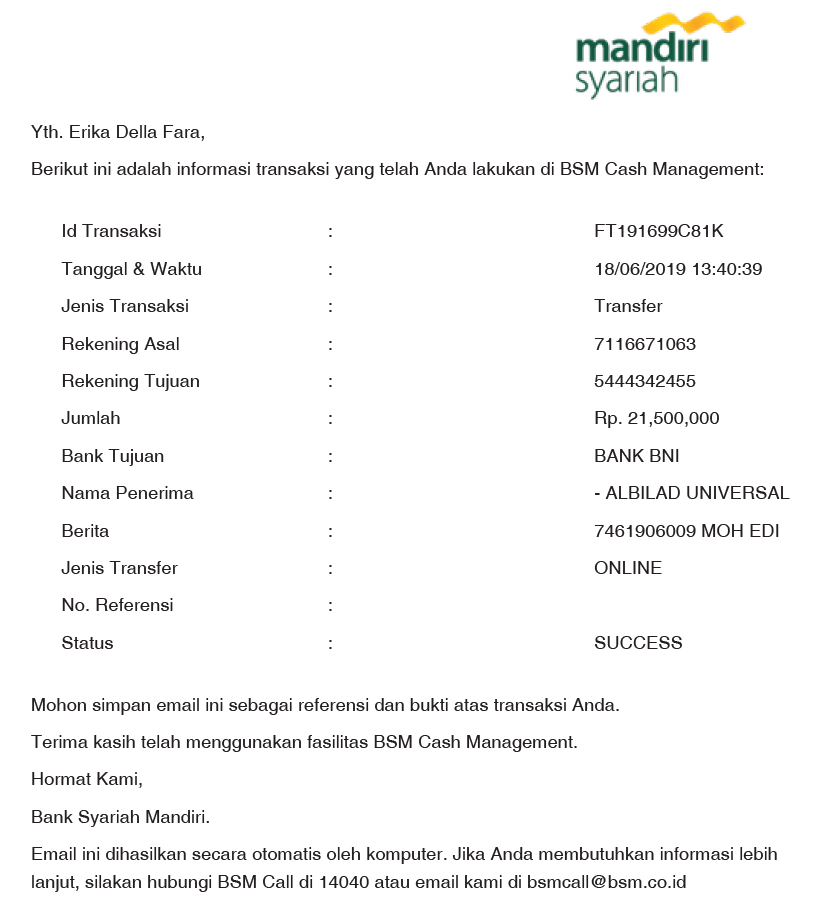 mandiri
syariah
Yth. Erika Della Fara,
Berikut ini adalah informasi transaksi yang telah Anda lakukan di BSM Cash Management:
Id Transaksi : FT191699C81K
Tanggal & Waktu : 18/06/2019 13:40:39
Jenis Transaksi : Transfer
Rekening Asal : 7116671063
Rekening Tujuan : 5444342455
Jumlah : Rp. 21,500,000
Bank Tujuan : BANK BNI
Nama Penerima : - ALBILAD UNIVERSAL
Berita : 7461906009 MOH EDI
Jenis Transfer : ONLINE
No. Referensi :
Status : SUCCESS
Mohon simpan email ini sebagai referensi dan bukti atas transaksi Anda.
Terima kasih telah menggunakan fasilitas BSM Cash Management.
Hormat Kami,
Bank Syariah Mandiri.
Email ini dihasilkan secara otomatis oleh komputer. Jika Anda membutuhkan informasi lebih
lanjut, silakan hubungi BSM Call di 14040 atau email kami di bsmcall@bsm.co.id